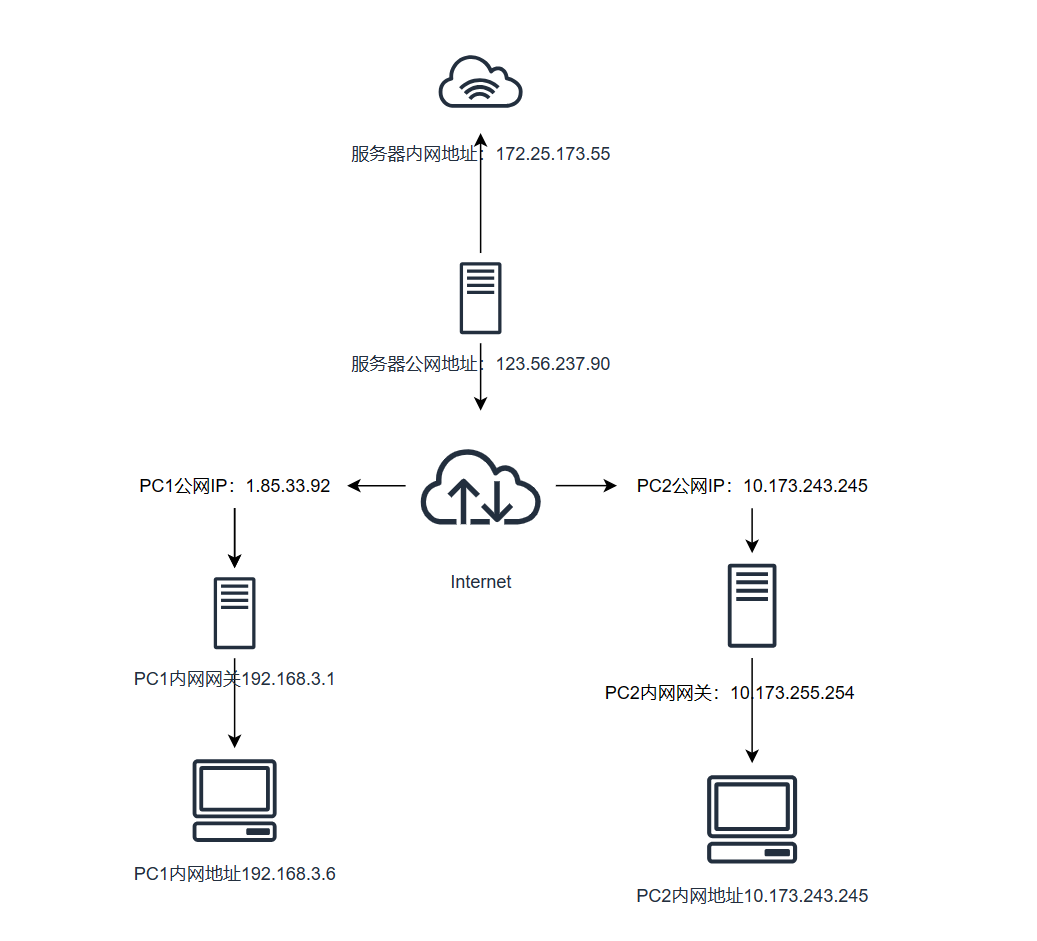 服务器内网地址：172.25.173.55
服务器公网地址：123.56.237.90
PC1公网IP：1.85.33.92
PC2公网IP：10.173.243.245
Internet
PC1内网网关192.168.3.1
PC2内网网关：10.173.255.254
PC1内网地址192.168.3.6
PC2内网地址10.173.243.245